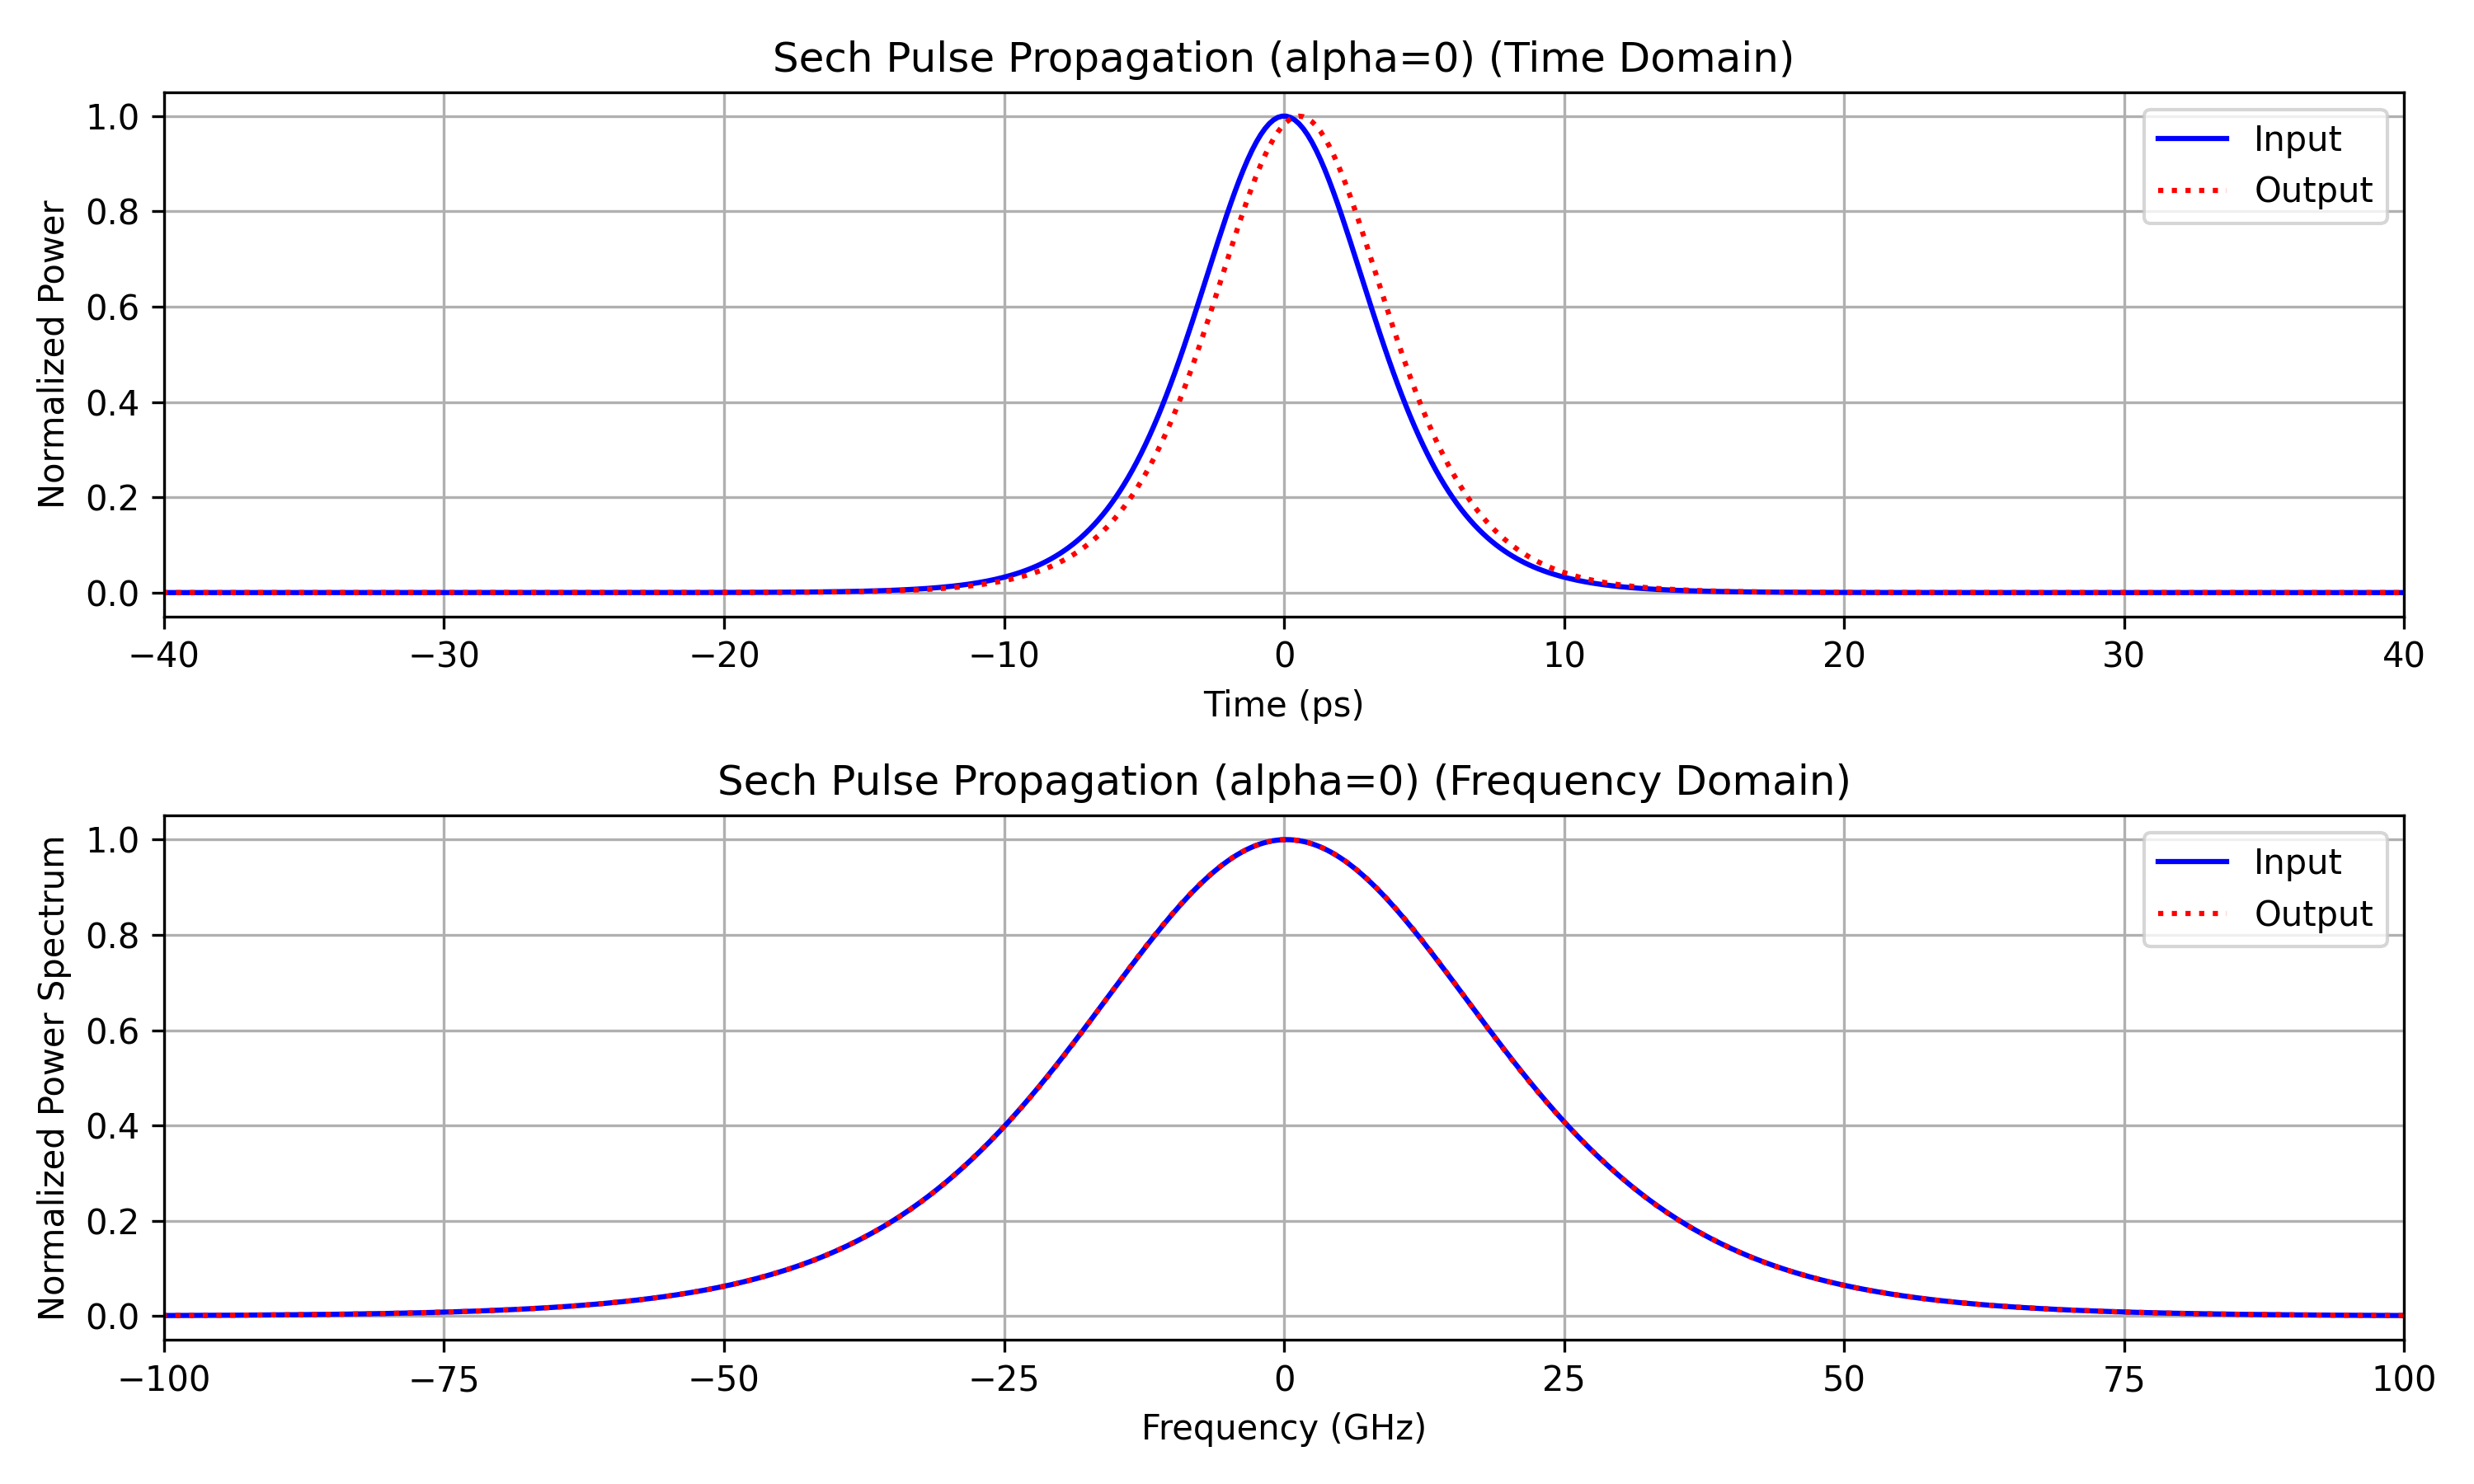 Sech Pulse Propagation (alpha=0) (Time Domain)
Normalized Power
1.0
0.8
0.6
0.4
0.2
0.0
Input
Output
−40 −30 −20 −10 0 10 20 30 40
Time (ps)
Sech Pulse Propagation (alpha=0) (Frequency Domain)
Normalized Power Spectrum
1.0
0.8
0.6
0.4
0.2
0.0
Input
Output
−100 −75 −50 −25 0 25 50 75 100
Frequency (GHz)